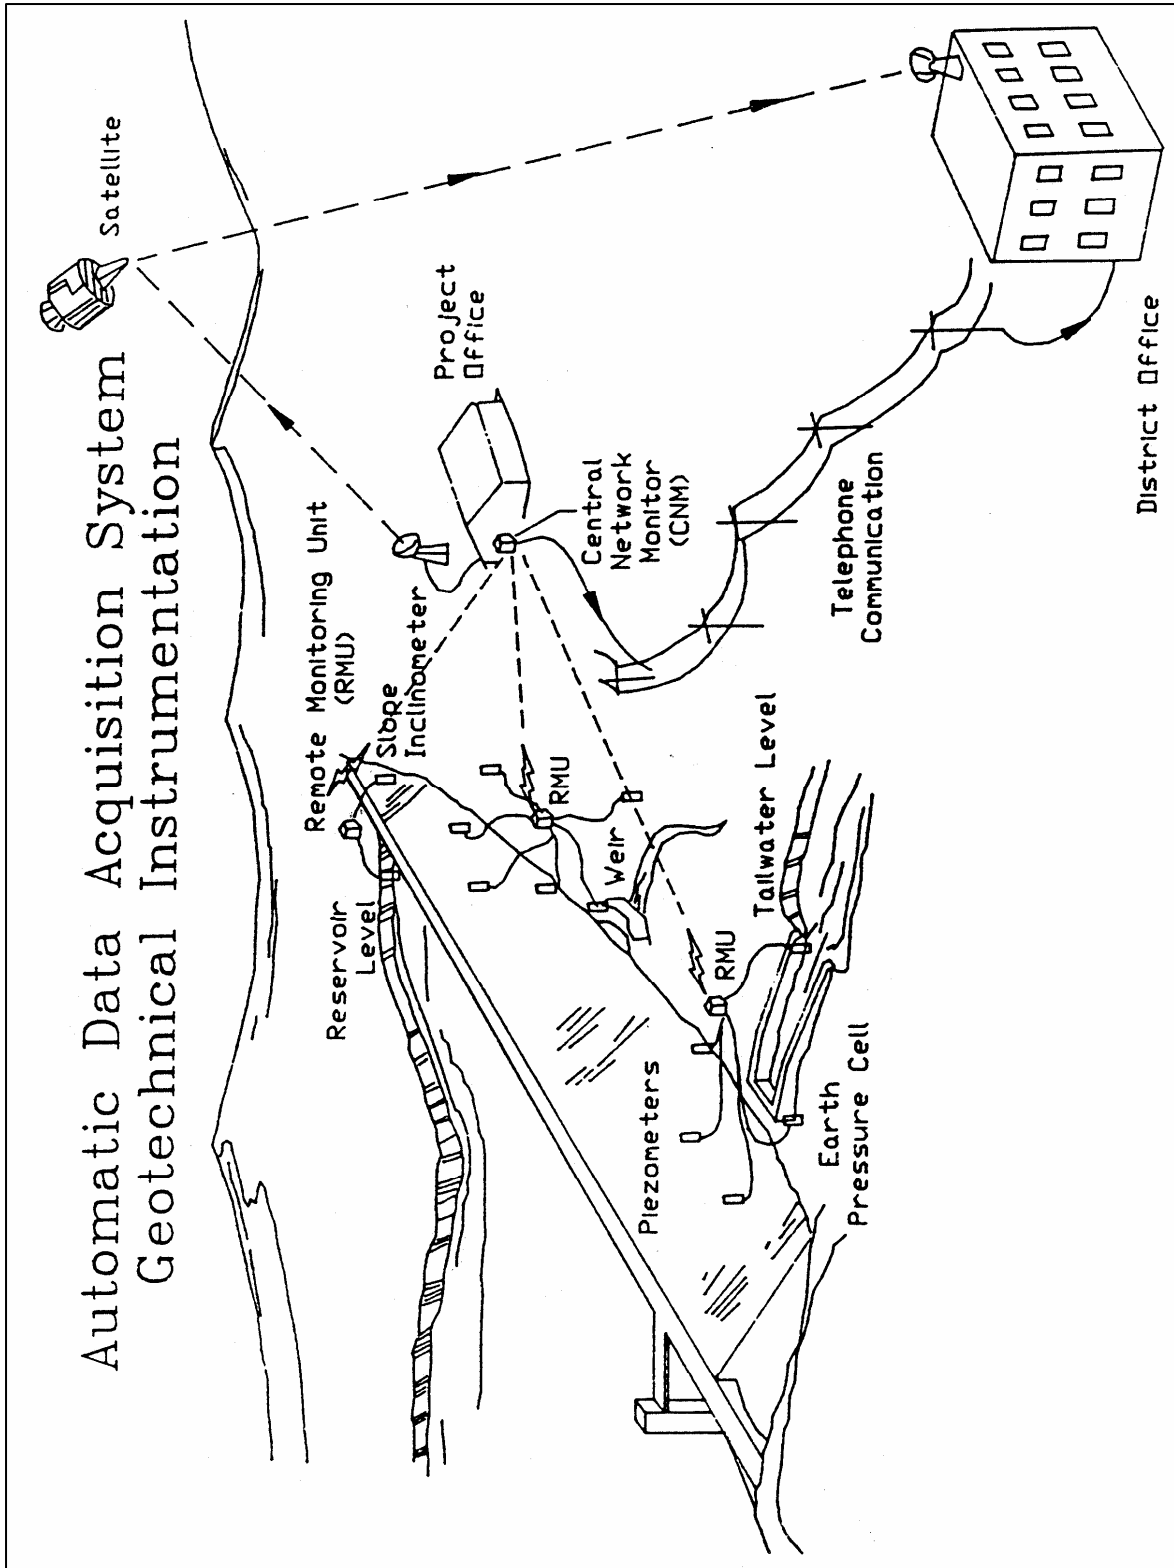 Automatic Data Acquisition System
Geotechnical Instrumentation
Satellite
Remote Monitoring Unit
(RMU)
Slope
Inclinometer
Project
Office
Reservoir
Level
RMU
Central
Network
Monitor
(CNM)
Weir
Piezometers
RMU
Tailwater Level
Telephone
Communication
Earth
Pressure Cell
District Office